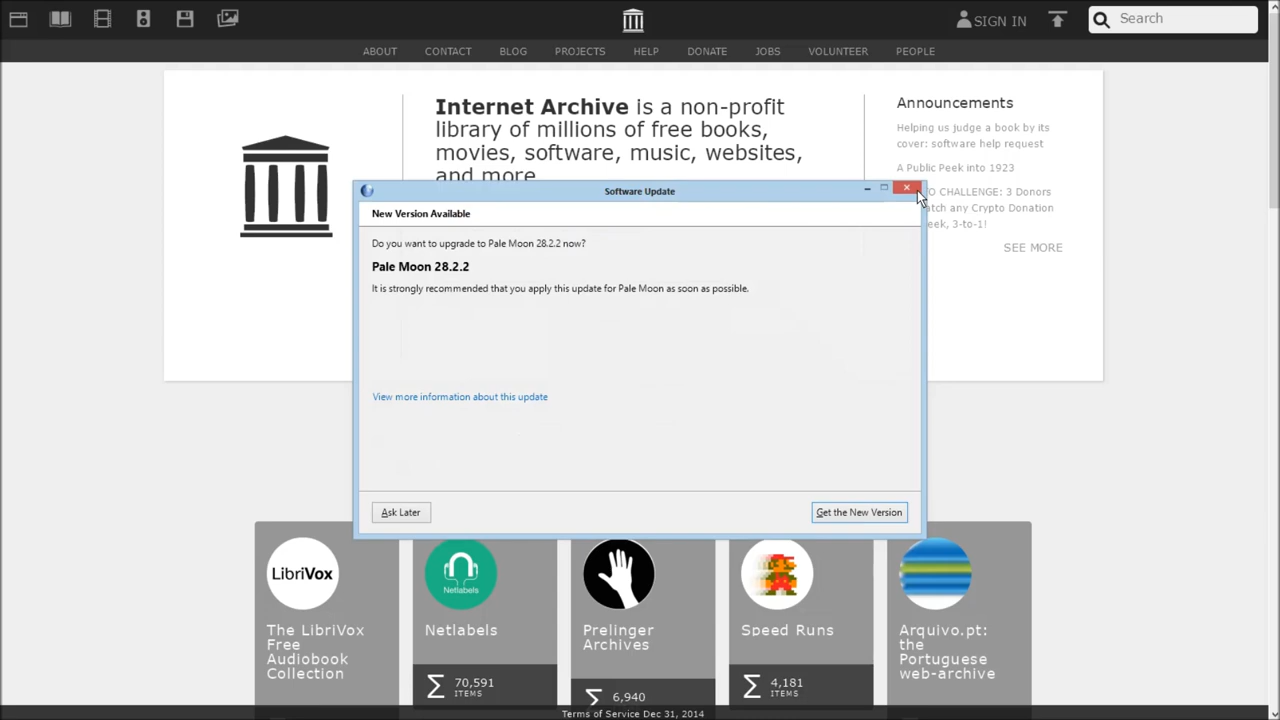 SIGN IN
Search
ABOUT
CONTACT
BLOG
PROJECTS
HELP
DONATE
JOBS
VOLUNTEER
PEOPLE
Internet Archive is a non-profit
library of millions of free books,
movies, software, music, websites,
and more.
Announcements
Helping us judge a book by its
cover: software help request
A Public Peek into 1923
O CHALLENGE: 3 Donors
atch any Crypto Donation
eek, 3-to-1!
SEE MORE
Software Update
New Version Available
Do you want to upgrade to Pale Moon 28.2.2 now?
Pale Moon 28.2.2
It is strongly recommended that you apply this update for Pale Moon as soon as possible.
View more information about this update
Ask Later
Get the New Version
LibriVox
The LibriVox
Free
Audiobook
Collection
Netlabels
Netlabels
70,591
ITEMS
Prelinger
Archives
6,940
Speed Runs
4,181
ITEMS
Arquivo.pt:
the
Portuguese
web-archive
Terms of Service Dec 31, 2014